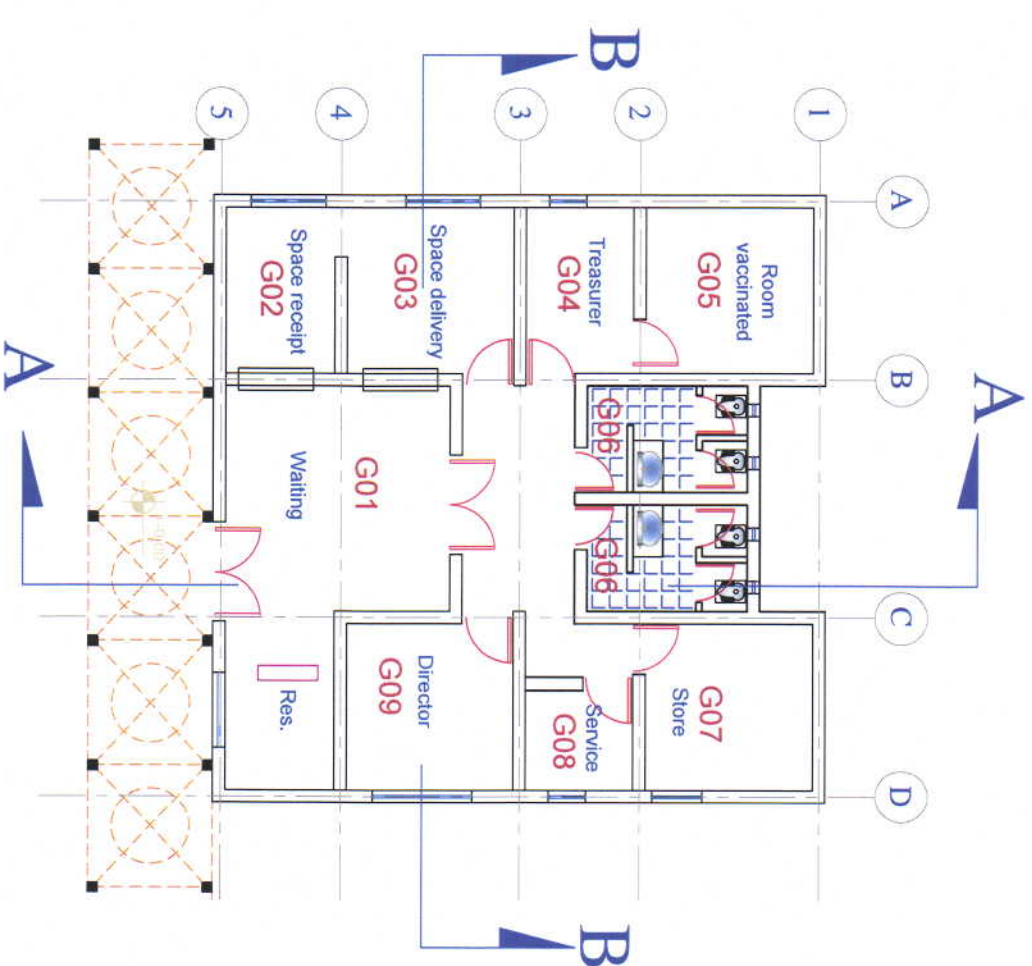 A
A
B
C
D
1
Room
vaccinated
G05
G07
Store
2
B
G06
G06
Service
G08
B
Treasurer
G04
3
Space delivery
G03
Director
G09
4
G01
Waiting
Space receipt
G02
Res.
5
A
A